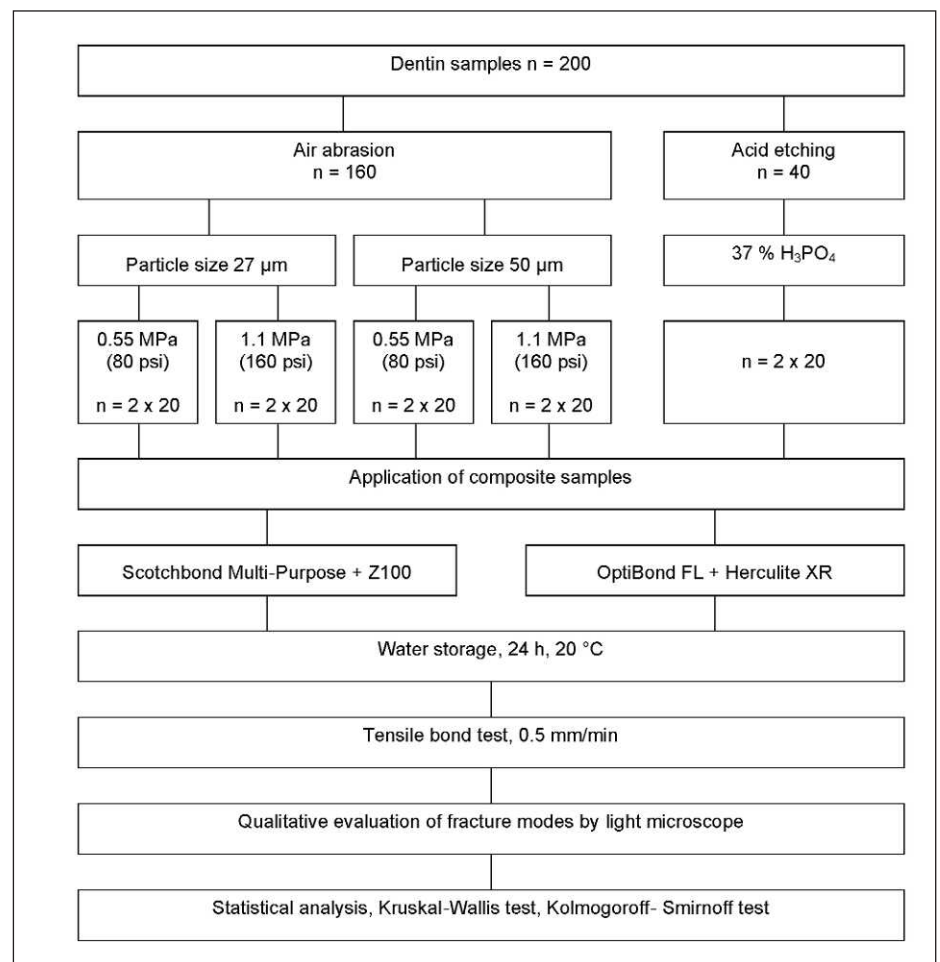 Dentin samples n = 200
Air abrasion
n = 160
Acid etching
n = 40
Particle size 27 µm
Particle size 50 µm
37 % H₃PO₄
0.55 MPa
(80 psi)
n = 2 x 20
1.1 MPa
(160 psi)
n = 2 x 20
0.55 MPa
(80 psi)
n = 2 x 20
1.1 MPa
(160 psi)
n = 2 x 20
n = 2 x 20
Application of composite samples
Scotchbond Multi-Purpose + Z100
OptiBond FL + Herculite XR
Water storage, 24 h, 20 °C
Tensile bond test, 0.5 mm/min
Qualitative evaluation of fracture modes by light microscope
Statistical analysis, Kruskal-Wallis test, Kolmogoroff- Smirnoff test